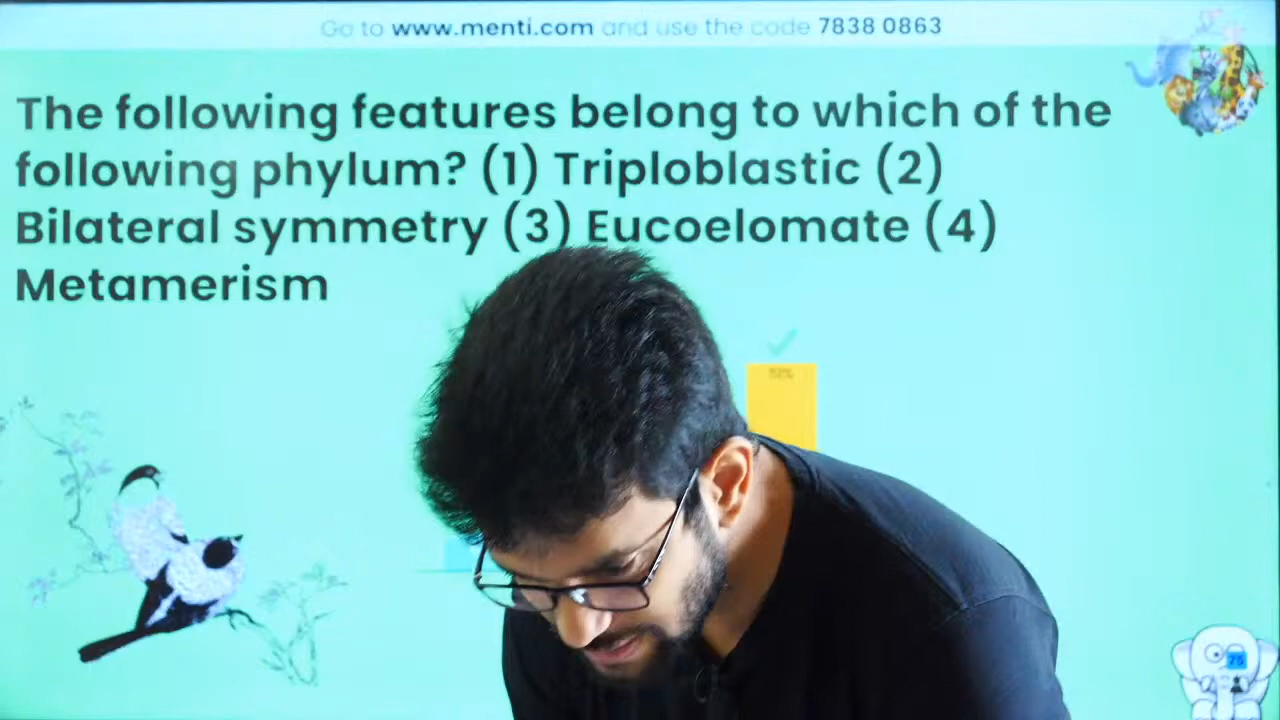 Go to www.menti.com and use the code 7838 0863
The following features belong to which of the
following phylum? (1) Triploblastic (2)
Bilateral symmetry (3) Eucoelomate (4)
Metamerism
75